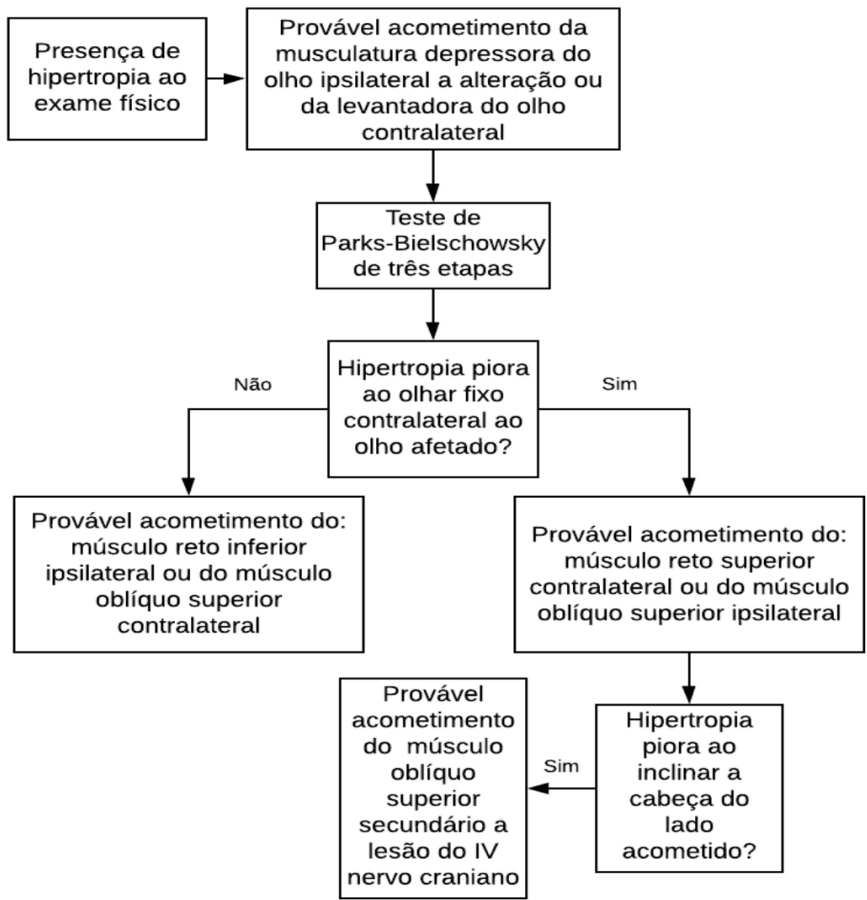 Presença de
hipertropia ao
exame físico
Provável acometimento da
musculatura depressora do
olho ipsilateral a alteração ou
da levantadora do olho
contralateral
Teste de
Parks-Bielschowsky
de três etapas
Hipertropia piora
ao olhar fixo
contralateral ao
olho afetado?
Não
Sim
Provável acometimento do:
músculo reto inferior
ipsilateral ou do músculo
oblíquo superior
contralateral
Provável acometimento do:
músculo reto superior
contralateral ou do músculo
oblíquo superior ipsilateral
Hipertropia
piora ao
inclinar a
cabeça do
lado
acometido?
Sim
Provável
acometimento
do músculo
oblíquo
superior
secundário a
lesão do IV
nervo craniano